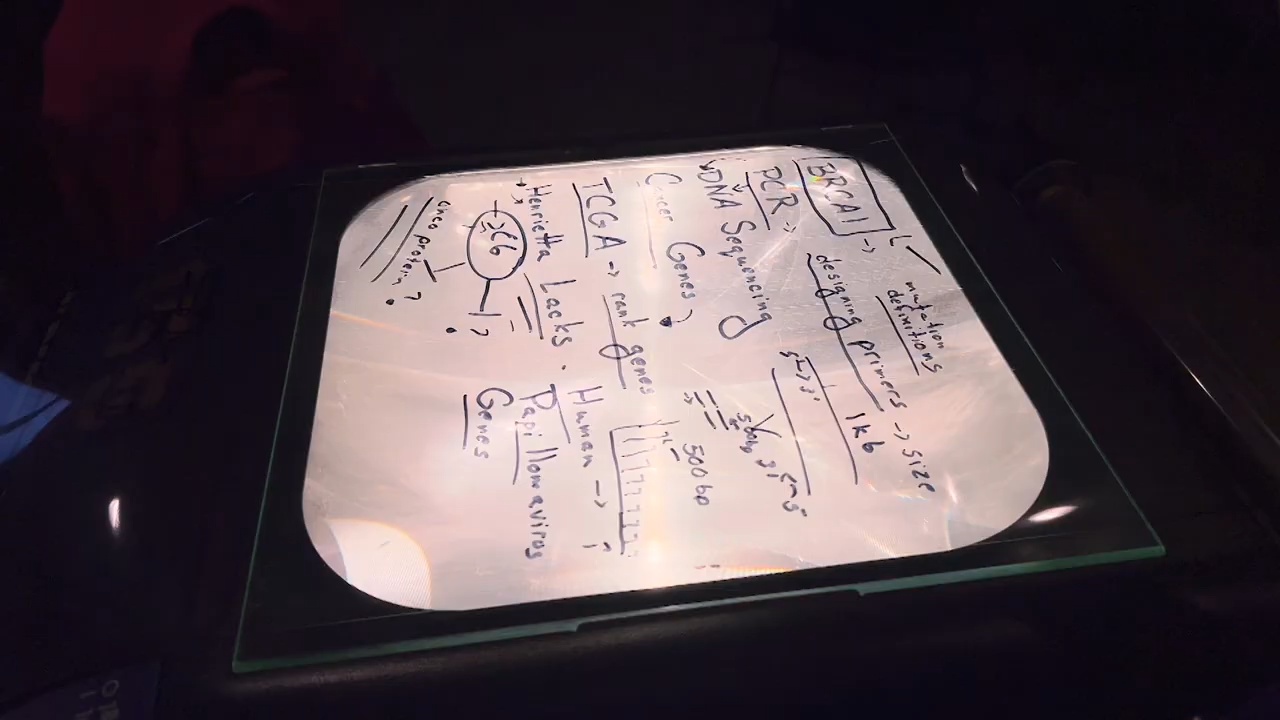 BRCA1 → mutation
definitions
PCR → designing primers → size
↓
DNA Sequencing
1kb
5'→3'
Cancer Genes?
500bp
TCGA → rank genes
→ Henrietta Lacks.
Human →
Papillomavirus
Genes
→ E6 — ?
Onco protein?